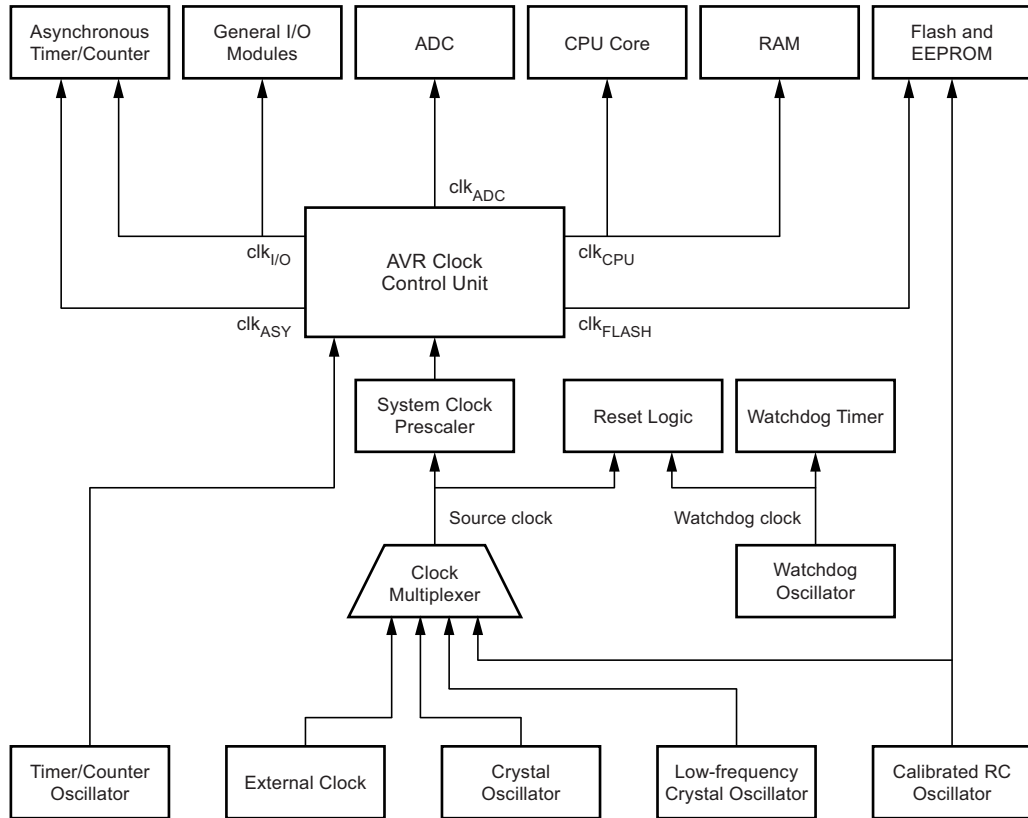 Asynchronous
Timer/Counter
General I/O
Modules
ADC
CPU Core
RAM
Flash and
EEPROM
clkADC
clkI/O
AVR Clock
Control Unit
clkCPU
clkASY
clkFLASH
System Clock
Prescaler
Reset Logic
Watchdog Timer
Source clock
Watchdog clock
Clock
Multiplexer
Watchdog
Oscillator
Timer/Counter
Oscillator
External Clock
Crystal
Oscillator
Low-frequency
Crystal Oscillator
Calibrated RC
Oscillator